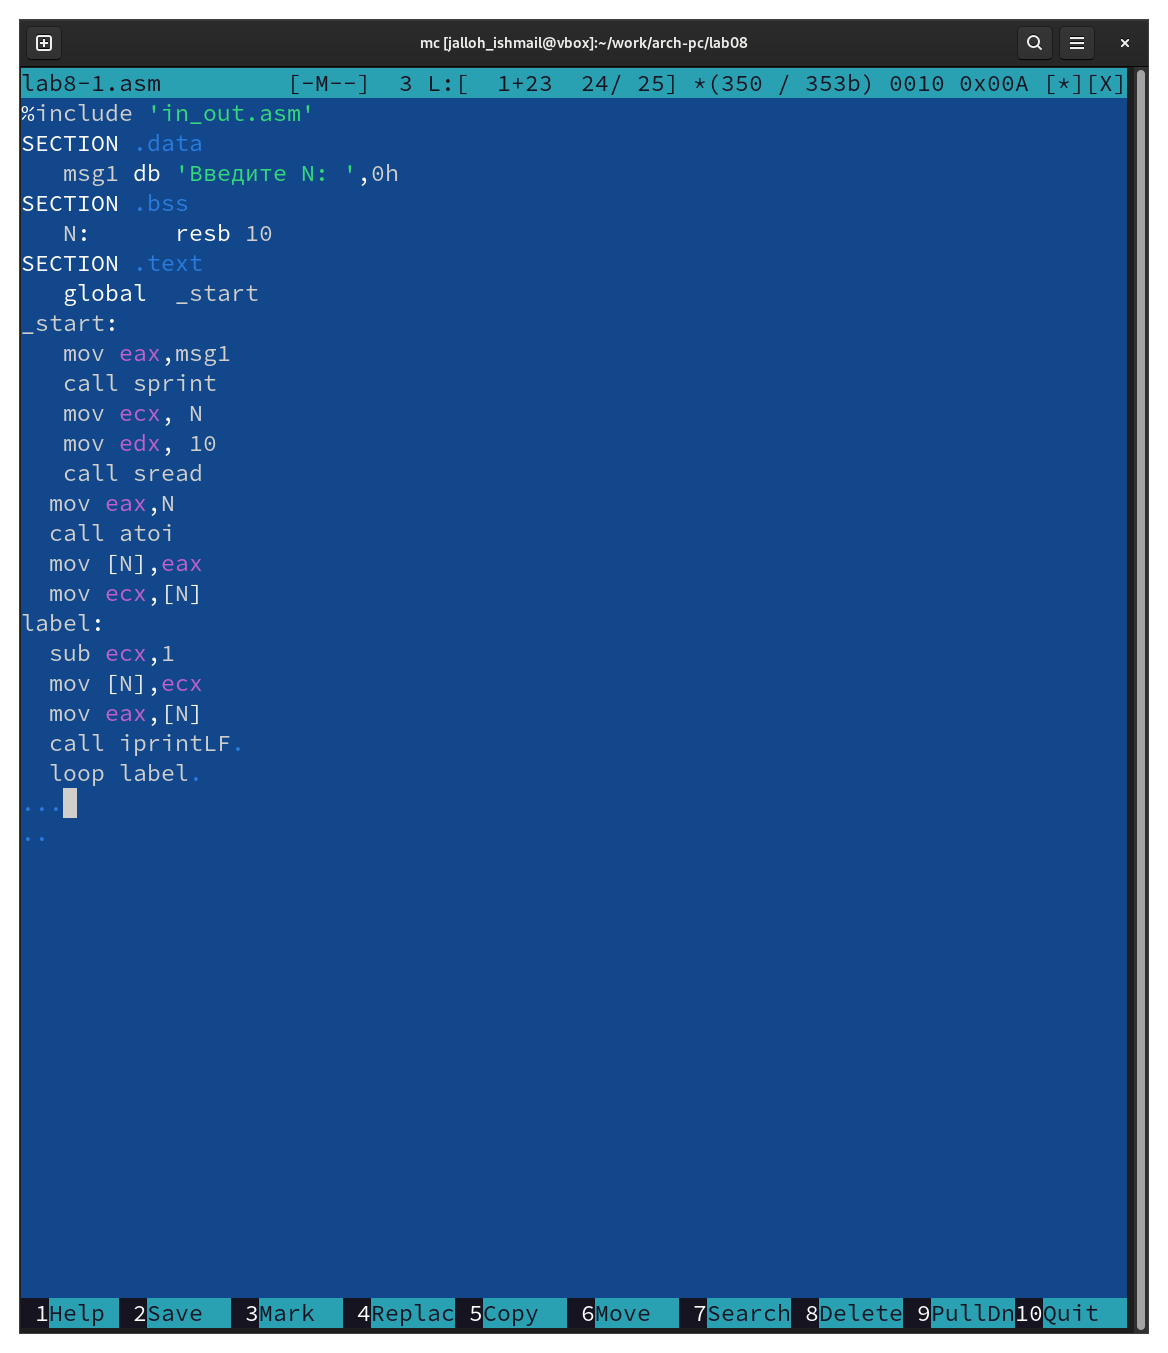 mc [jalloh_ishmail@vbox]:~/work/arch-pc/lab08
lab8-1.asm [-M--] 3 L:[ 1+23 24/ 25] *(350 / 353b) 0010 0x00A [*][X]
%include 'in_out.asm'
SECTION .data
msg1 db 'Введите N: ',0h
SECTION .bss
N: resb 10
SECTION .text
global _start
_start:
mov eax,msg1
call sprint
mov ecx, N
mov edx, 10
call sread
mov eax,N
call atoi
mov [N],eax
mov ecx,[N]
label:
sub ecx,1
mov [N],ecx
mov eax,[N]
call iprintLF.
loop label.
...
..
1Help 2Save 3Mark 4Replac 5Copy 6Move 7Search 8Delete 9PullDn 10Quit